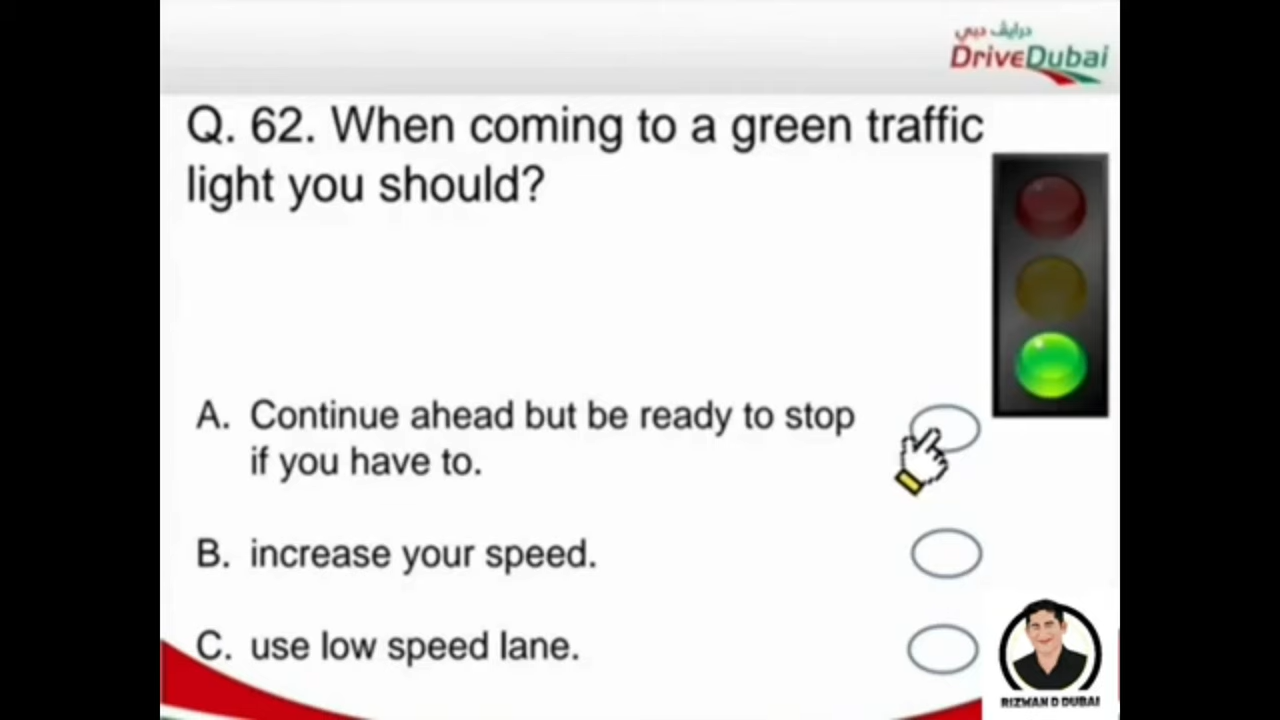 درايف دبي
DriveDubai
Q. 62. When coming to a green traffic
light you should?
A. Continue ahead but be ready to stop
if you have to.
B. increase your speed.
C. use low speed lane.
RIZWAN D DUBAI